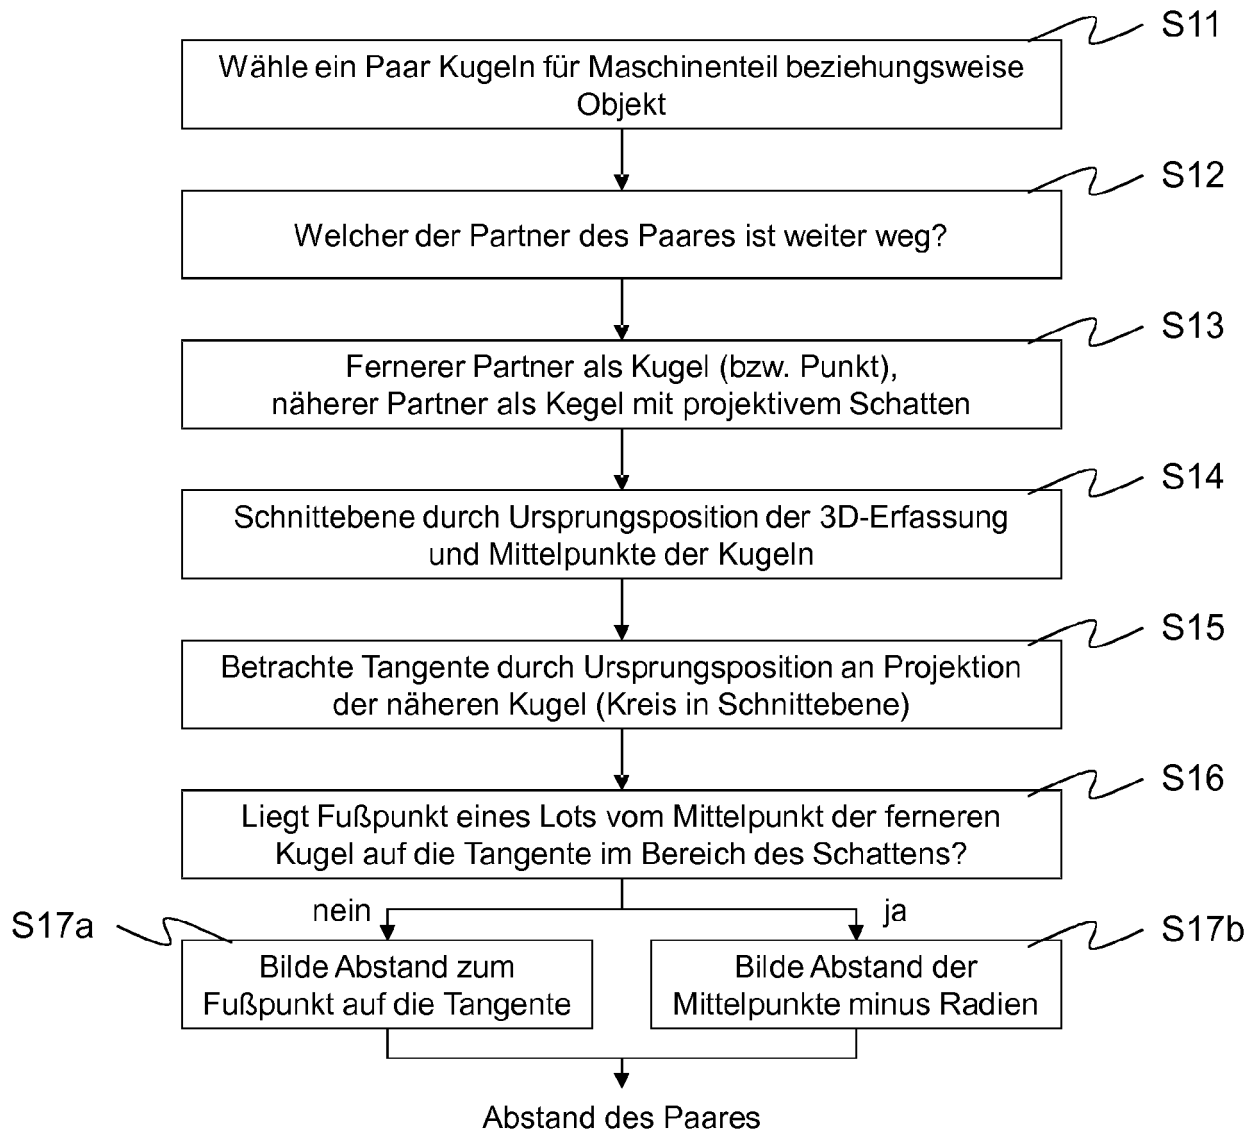 S11
Wähle ein Paar Kugeln für Maschinenteil beziehungsweise
Objekt
S12
Welcher der Partner des Paares ist weiter weg?
S13
Fernerer Partner als Kugel (bzw. Punkt),
näherer Partner als Kegel mit projektivem Schatten
S14
Schnittebene durch Ursprungsposition der 3D-Erfassung
und Mittelpunkte der Kugeln
S15
Betrachte Tangente durch Ursprungsposition an Projektion
der näheren Kugel (Kreis in Schnittebene)
S16
Liegt Fußpunkt eines Lots vom Mittelpunkt der ferneren
Kugel auf die Tangente im Bereich des Schattens?
nein
ja
S17a
Bilde Abstand zum
Fußpunkt auf die Tangente
S17b
Bilde Abstand der
Mittelpunkte minus Radien
Abstand des Paares